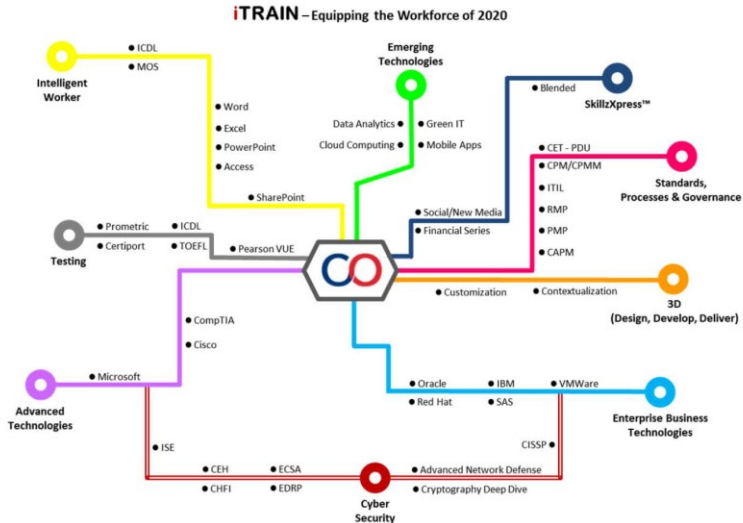 iTRAIN – Equipping the Workforce of 2020
ICDL
MOS
Intelligent
Worker
Word
Excel
PowerPoint
Access
SharePoint
Emerging
Technologies
Data Analytics
Green IT
Cloud Computing
Mobile Apps
Blended
SkillzXpress™
Social/New Media
Financial Series
CET - PDU
CPM/CPMM
ITIL
RMP
PMP
CAPM
Standards,
Processes & Governance
Prometric
ICDL
Certiport
TOEFL
Pearson VUE
Testing
CO
Customization
Contextualization
3D
(Design, Develop, Deliver)
CompTIA
Cisco
Microsoft
Advanced
Technologies
Oracle
IBM
VMWare
Red Hat
SAS
Enterprise Business
Technologies
ISE
CISSP
CEH
ECSA
CHFI
EDRP
Advanced Network Defense
Cryptography Deep Dive
Cyber
Security